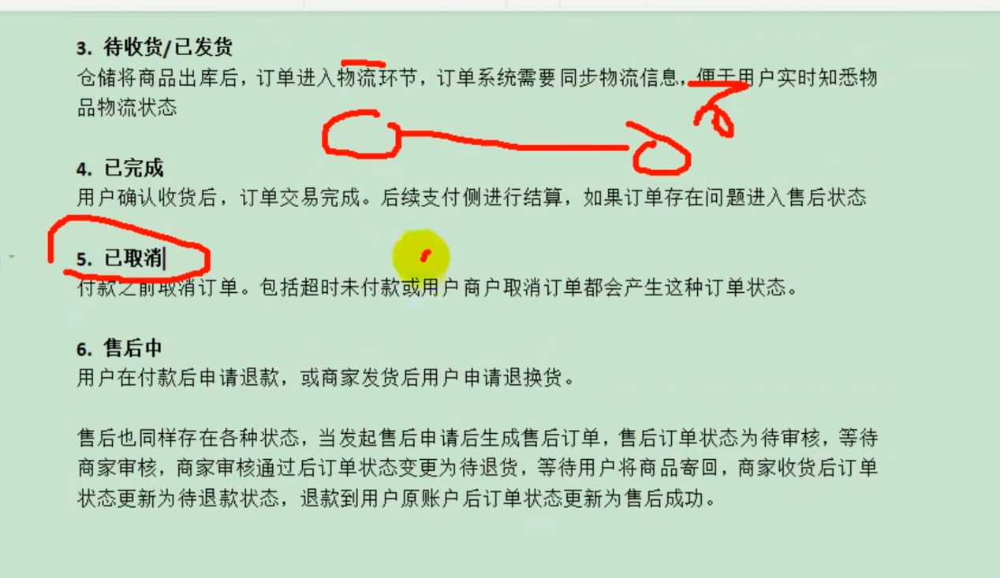 3. 待收货/已发货
仓储将商品出库后，订单进入物流环节，订单系统需要同步物流信息，便于用户实时知悉物
品物流状态
4. 已完成
用户确认收货后，订单交易完成。后续支付侧进行结算，如果订单存在问题进入售后状态
5. 已取消
付款之前取消订单。包括超时未付款或用户商户取消订单都会产生这种订单状态。
6. 售后中
用户在付款后申请退款，或商家发货后用户申请退换货。
售后也同样存在各种状态，当发起售后申请后生成售后订单，售后订单状态为待审核，等待
商家审核，商家审核通过后订单状态变更为待退货，等待用户将商品寄回，商家收货后订单
状态更新为待退款状态，退款到用户原账户后订单状态更新为售后成功。